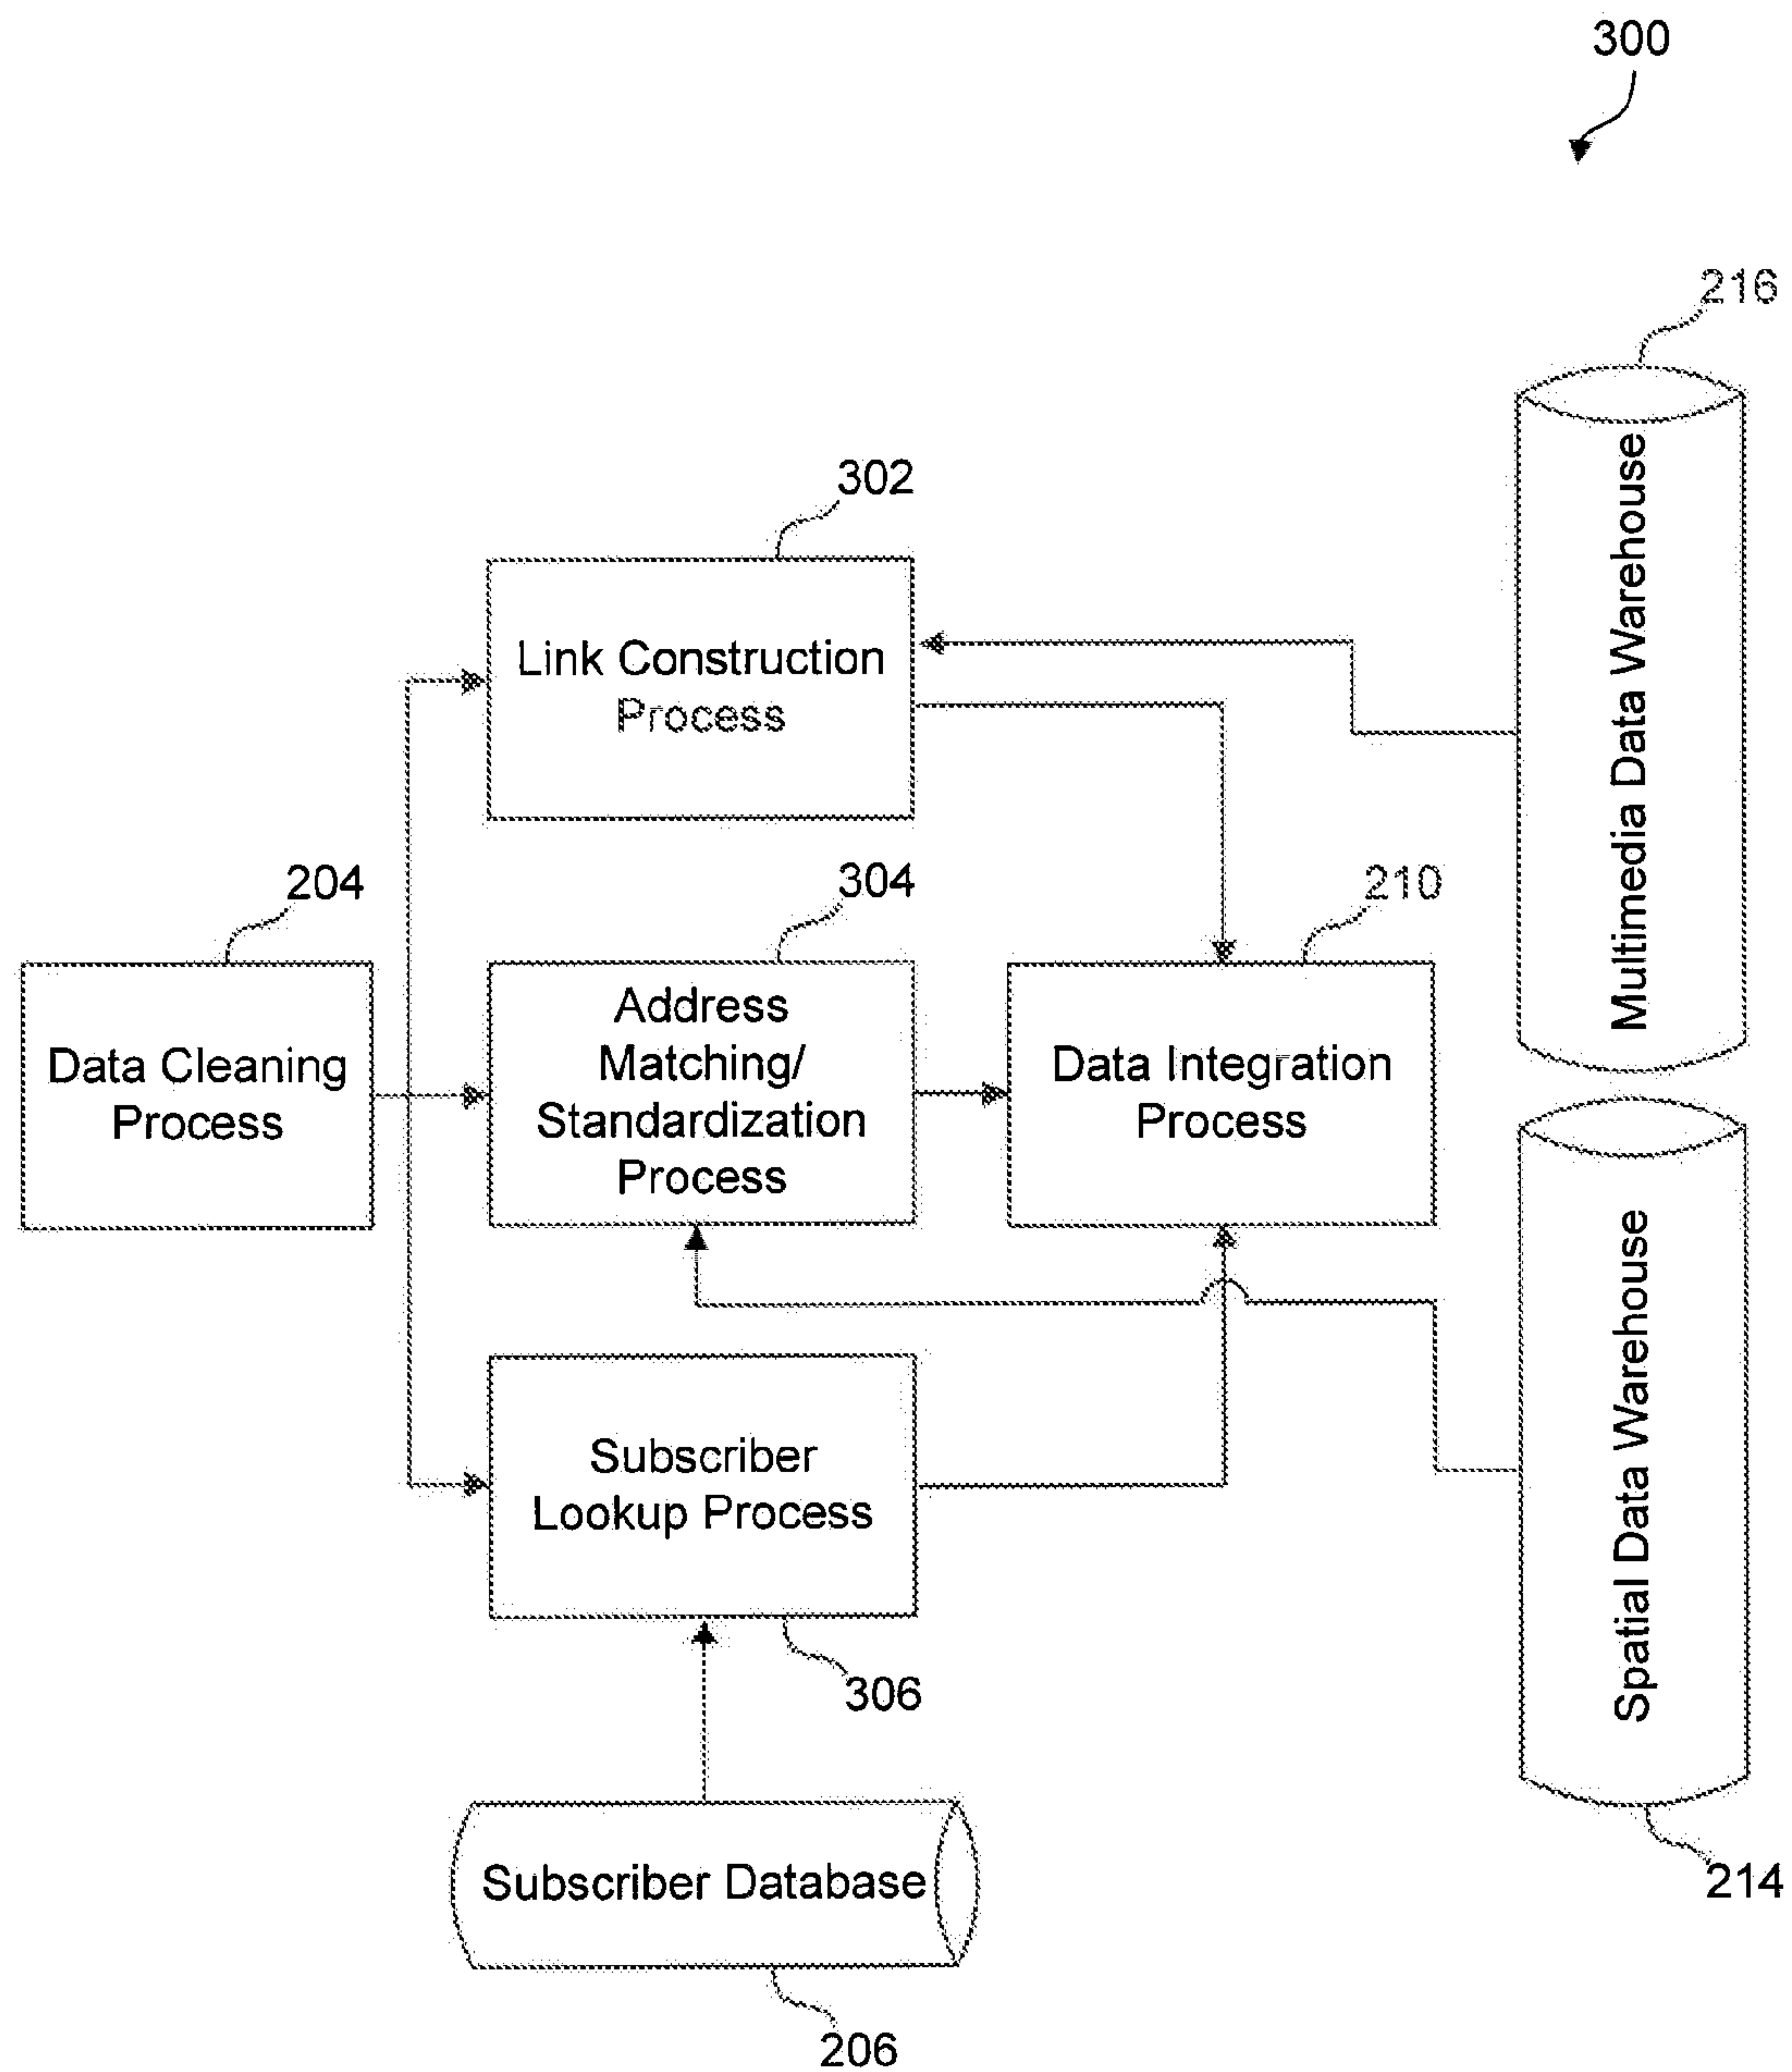 300
216
Multimedia Data Warehouse
302
Link Construction
Process
204
304
210
Data Cleaning
Process
Address
Matching/
Standardization
Process
Data Integration
Process
Spatial Data Warehouse
Subscriber
Lookup Process
306
214
Subscriber Database
206